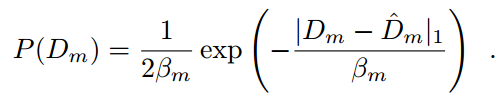 P(D_m) = \frac{1}{2\beta_m} \exp\left(-\frac{|D_m - \hat{D}_m|_1}{\beta_m}\right) .